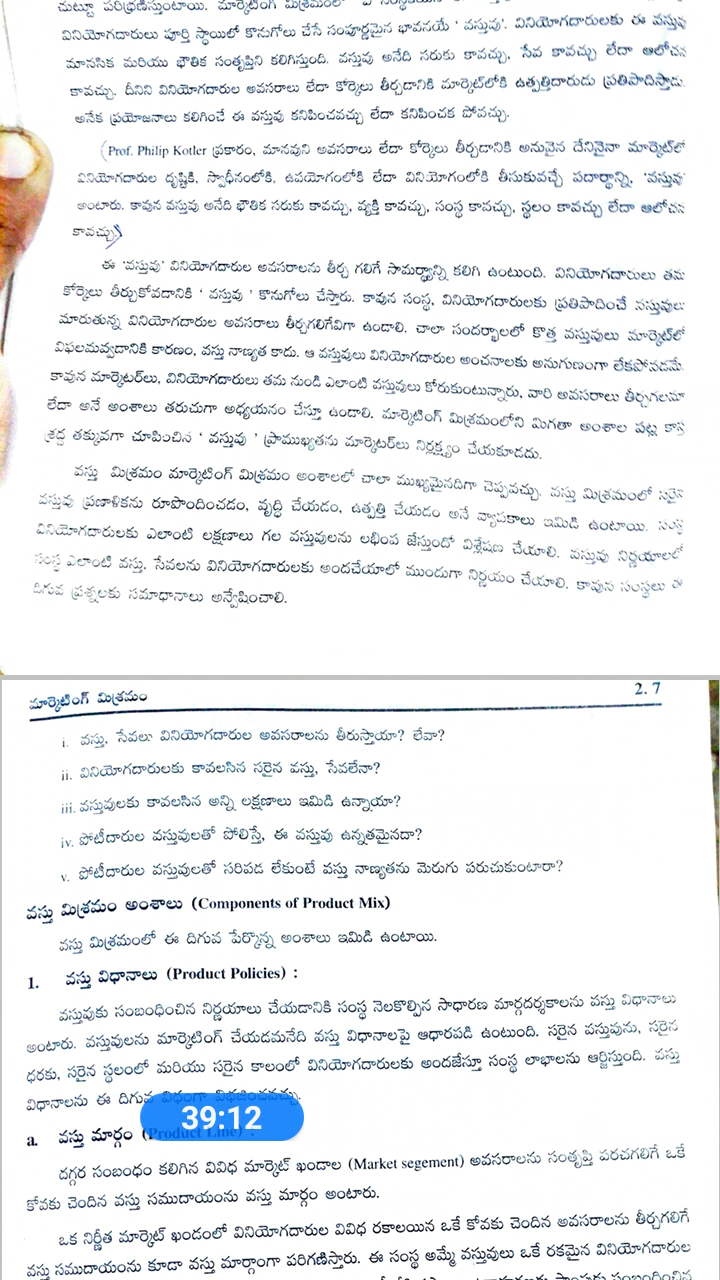 చుట్టూ పరిభ్రమిస్తుంటాయి. మార్కెటింగ్ మిశ్రమంలో
వినియోగదారులు పూర్తి స్థాయిలో కొనుగోలు చేసే సంపూర్ణమైన భావనయే ‘ వస్తువు’. వినియోగదారులకు ఈ వస్తువు
మానసిక మరియు భౌతిక సంతృప్తిని కలిగిస్తుంది. వస్తువు అనేది సరుకు కావచ్చు, సేవ కావచ్చు లేదా ఆలోచన
కావచ్చు. దీనిని వినియోగదారుల అవసరాలు లేదా కోర్కెలు తీర్చడానికి మార్కెట్‌లోకి ఉత్పత్తిదారుడు ప్రతిపాదిస్తాడు.
అనేక ప్రయోజనాలు కలిగించే ఈ వస్తువు కనిపించవచ్చు లేదా కనిపించక పోవచ్చు.
(Prof. Philip Kotler ప్రకారం, మానవుని అవసరాలు లేదా కోర్కెలు తీర్చడానికి అనువైన దేనినైనా మార్కెట్‌లో
వినియోగదారుల దృష్టికి, స్వాధీనంలోకి, ఉపయోగంలోకి లేదా వినియోగంలోకి తీసుకువచ్చే పదార్థాన్ని, ‘వస్తువు’
అంటారు. కావున వస్తువు అనేది భౌతిక సరుకు కావచ్చు, వ్యక్తి కావచ్చు, సంస్థ కావచ్చు, స్థలం కావచ్చు లేదా ఆలోచన
కావచ్చు.)
ఈ ‘వస్తువు’ వినియోగదారుల అవసరాలను తీర్చ గలిగే సామర్థ్యాన్ని కలిగి ఉంటుంది. వినియోగదారులు తమ
కోర్కెలు తీర్చుకోవడానికి ‘ వస్తువు ’ కొనుగోలు చేస్తారు. కావున సంస్థ, వినియోగదారులకు ప్రతిపాదించే వస్తువులు
మారుతున్న వినియోగదారుల అవసరాలు తీర్చగలిగేవిగా ఉండాలి. చాలా సందర్భాలలో కొత్త వస్తువులు మార్కెట్‌లో
విఫలమవ్వడానికి కారణం, వస్తు నాణ్యత కాదు. ఆ వస్తువులు వినియోగదారుల అంచనాలకు అనుగుణంగా లేకపోవడమే.
కావున మార్కెటర్‌లు, వినియోగదారులు తమ నుండి ఎలాంటి వస్తువులు కోరుకుంటున్నారు, వారి అవసరాలు తీర్చగలమా
లేదా అనే అంశాలు తరుచుగా అధ్యయనం చేస్తూ ఉండాలి. మార్కెటింగ్ మిశ్రమంలోని మిగతా అంశాల పట్ల కాస్త
శ్రద్ధ తక్కువగా చూపించిన ‘ వస్తువు ’ ప్రాముఖ్యతను మార్కెటర్‌లు నిర్లక్ష్యం చేయకూడదు.
వస్తు మిశ్రమం మార్కెటింగ్ మిశ్రమం అంశాలలో చాలా ముఖ్యమైనదిగా చెప్పవచ్చు. వస్తు మిశ్రమంలో సరైన
వస్తువు ప్రణాళికను రూపొందించడం, వృద్ధి చేయడం, ఉత్పత్తి చేయడం అనే వ్యాపకాలు ఇమిడి ఉంటాయి. సంస్థ
వినియోగదారులకు ఎలాంటి లక్షణాలు గల వస్తువులను లభింప జేస్తుందో విశ్లేషణ చేయాలి. వస్తువు నిర్ణయాలలో
సంస్థ ఎలాంటి వస్తు, సేవలను వినియోగదారులకు అందచేయాలో ముందుగా నిర్ణయం చేయాలి. కావున సంస్థలు ఈ
దిగువ ప్రశ్నలకు సమాధానాలు అన్వేషించాలి.
మార్కెటింగ్ మిశ్రమం 2. 7
i. వస్తు, సేవలు వినియోగదారుల అవసరాలను తీరుస్తాయా? లేవా?
ii. వినియోగదారులకు కావలసిన సరైన వస్తు, సేవలేనా?
iii. వస్తువులకు కావలసిన అన్ని లక్షణాలు ఇమిడి ఉన్నాయా?
iv. పోటీదారుల వస్తువులతో పోలిస్తే, ఈ వస్తువు ఉన్నతమైనదా?
v. పోటీదారుల వస్తువులతో సరిపడ లేకుంటే వస్తు నాణ్యతను మెరుగు పరుచుకుంటారా?
వస్తు మిశ్రమం అంశాలు (Components of Product Mix)
వస్తు మిశ్రమంలో ఈ దిగువ పేర్కొన్న అంశాలు ఇమిడి ఉంటాయి.
1. వస్తు విధానాలు (Product Policies) :
వస్తువుకు సంబంధించిన నిర్ణయాలు చేయడానికి సంస్థ నెలకొల్పిన సాధారణ మార్గదర్శకాలను వస్తు విధానాలు
అంటారు. వస్తువులను మార్కెటింగ్ చేయడమనేది వస్తు విధానాలపై ఆధారపడి ఉంటుంది. సరైన వస్తువును, సరైన
ధరకు, సరైన స్థలంలో మరియు సరైన కాలంలో వినియోగదారులకు అందజేస్తూ సంస్థ లాభాలను ఆర్జిస్తుంది. వస్తు
విధానాలను ఈ దిగువ విధంగా విభజించవచ్చు.
39:12
a. వస్తు మార్గం (Product Line) :
దగ్గర సంబంధం కలిగిన వివిధ మార్కెట్ ఖండాల (Market segement) అవసరాలను సంతృప్తి పరచగలిగే ఒకే
కోవకు చెందిన వస్తు సముదాయంను వస్తు మార్గం అంటారు.
ఒక నిర్ణీత మార్కెట్ ఖండంలో వినియోగదారుల వివిధ రకాలయిన ఒకే కోవకు చెందిన అవసరాలను తీర్చగలిగే
వస్తు సముదాయంను కూడా వస్తు మార్గాంగా పరిగణిస్తారు. ఈ సంస్థ అమ్మే వస్తువులు ఒకే రకమైన వినియోగదారుల